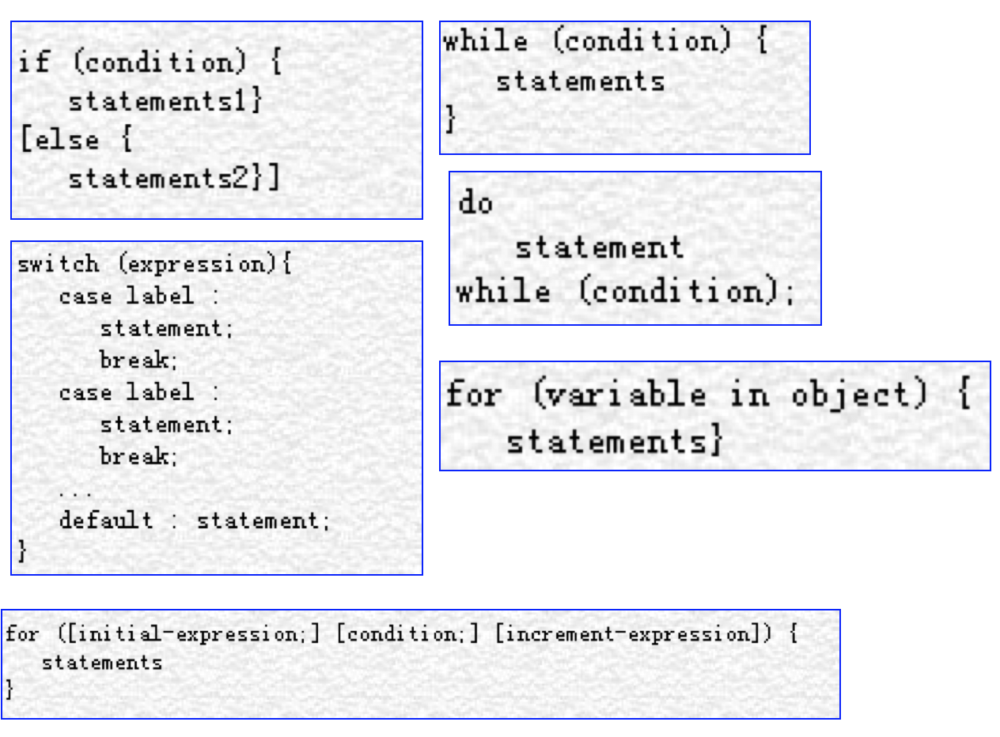 if (condition) {
   statements1}
[else {
   statements2}]
switch (expression){
   case label :
      statement;
      break;
   case label :
      statement;
      break;
   ...
   default : statement;
}
while (condition) {
   statements
}
do
   statement
while (condition);
for (variable in object) {
   statements}
for ([initial-expression;] [condition;] [increment-expression]) {
   statements
}